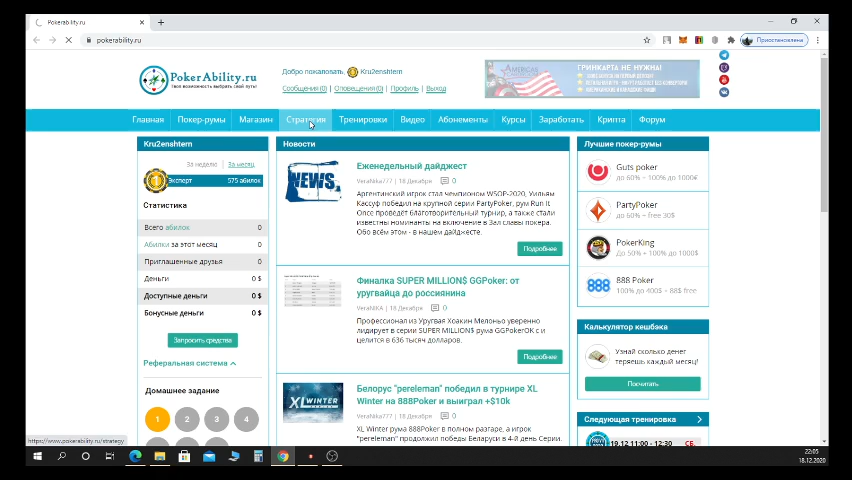 Pokerability.ru
pokerability.ru
Приостановлена
PokerAbility.ru
Твоя возможность выбрать свой путь!
Добро пожаловать, Kru2enshtern
Сообщения (0) Оповещения (0) Профиль Выход
ГРИНКАРТА НЕ НУЖНА!
Главная Покер-румы Магазин Стратегия Тренировки Видео Абонементы Курсы Заработать Крипта Форум
Kru2enshtern
За неделю За месяц
1 Эксперт 575 абилок
Статистика
Всего абилок 0
Абилки за этот месяц 0
Приглашенные друзья 0
Деньги 0 $
Доступные деньги 0 $
Бонусные деньги 0 $
Запросить средства
Реферальная система
Домашнее задание
1 2 3 4
Новости
NEWS
Еженедельный дайджест
VeraNika777 | 18 Декабря 0
Аргентинский игрок стал чемпионом WSOP-2020, Уильям
Кассуф победил на крупной серии PartyPoker, рум Run It
Once проведёт благотворительный турнир, а также стали
известны номинанты на включение в Зал славы покера.
Обо всём этом - в нашем дайджесте.
Подробнее
Финалка SUPER MILLION$ GGПокер: от
уругвайца до россиянина
VeraNIKA | 18 Декабря 0
Профессионал из Уругвая Хоакин Мелоньо уверенно
лидирует в серии SUPER MILLION$ рума GGPokerOK с и
целится в 636 тысяч долларов.
Подробнее
XL WINTER
Белорус "pereleman" победил в турнире XL
Winter на 888Poker и выиграл +$10k
VeraNika777 | 18 Декабря 0
XL Winter рума 888Poker в полном разгаре, а игрок
"pereleman" продолжил победы Беларуси в 4-й день Серии.
Лучшие покер-румы
Guts poker
до 60% + 100% до 1000€
PartyPoker
до 60% + free 30$
PokerKing
До 50% + 100% до 1000$
888
888 Poker
100% до 400$ + 88$ free
Калькулятор кешбэка
Узнай сколько денег
теряешь каждый месяц!
Посчитать
Следующая тренировка
19.12 11:00 - 12:30 СБ.
https://www.pokerability.ru/strategy
22:05
18.12.2020